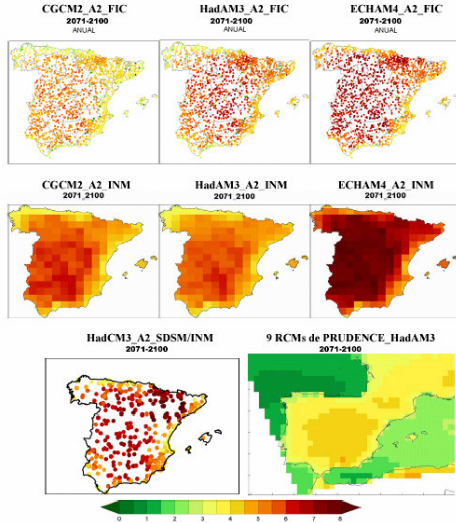 CGCM2_A2_FIC
2071-2100
ANUAL
HadAM3_A2_FIC
2071-2100
ANUAL
ECHAM4_A2_FIC
2071-2100
ANUAL
CGCM2_A2_INM
2071_2100
HadAM3_A2_INM
2071_2100
ECHAM4_A2_INM
2071_2100
HadCM3_A2_SDSM/INM
2071-2100
9 RCMs de PRUDENCE_HadAM3
2071-2100
0 1 2 3 4 5 6 7 8